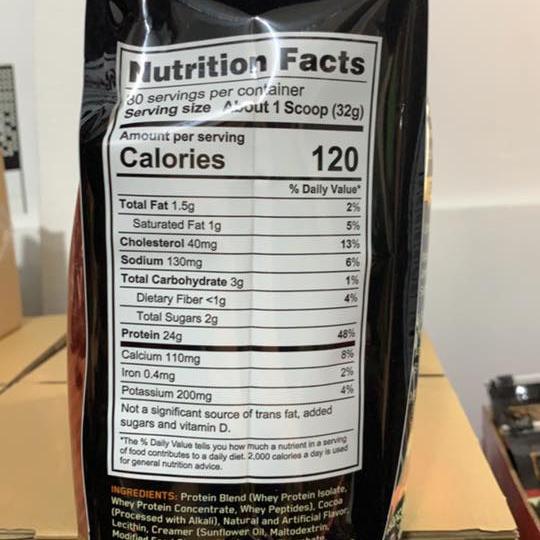 Nutrition Facts
30 servings per container
Serving size About 1 Scoop (32g)
Amount per serving
Calories 120
% Daily Value*
Total Fat 1.5g 2%
Saturated Fat 1g 5%
Cholesterol 40mg 13%
Sodium 130mg 6%
Total Carbohydrate 3g 1%
Dietary Fiber <1g 4%
Total Sugars 2g
Protein 24g 48%
Calcium 110mg 8%
Iron 0.4mg 2%
Potassium 200mg 4%
Not a significant source of trans fat, added
sugars and vitamin D.
*The % Daily Value tells you how much a nutrient in a serving
of food contributes to a daily diet. 2,000 calories a day is used
for general nutrition advice.
INGREDIENTS: Protein Blend (Whey Protein Isolate,
Whey Protein Concentrate, Whey Peptides), Cocoa
(Processed with Alkali), Natural and Artificial Flavor,
Lecithin, Creamer (Sunflower Oil, Maltodextrin,
Modified